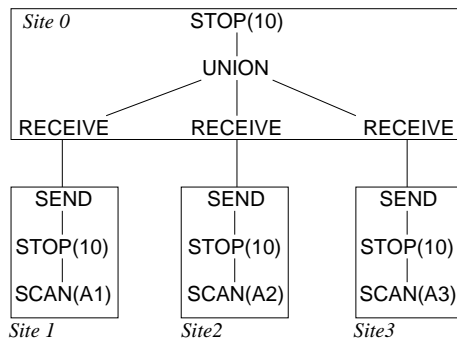 Site 0 STOP(10)
UNION
RECEIVE RECEIVE RECEIVE
SEND SEND SEND
STOP(10) STOP(10) STOP(10)
SCAN(A1) SCAN(A2) SCAN(A3)
Site 1 Site2 Site3